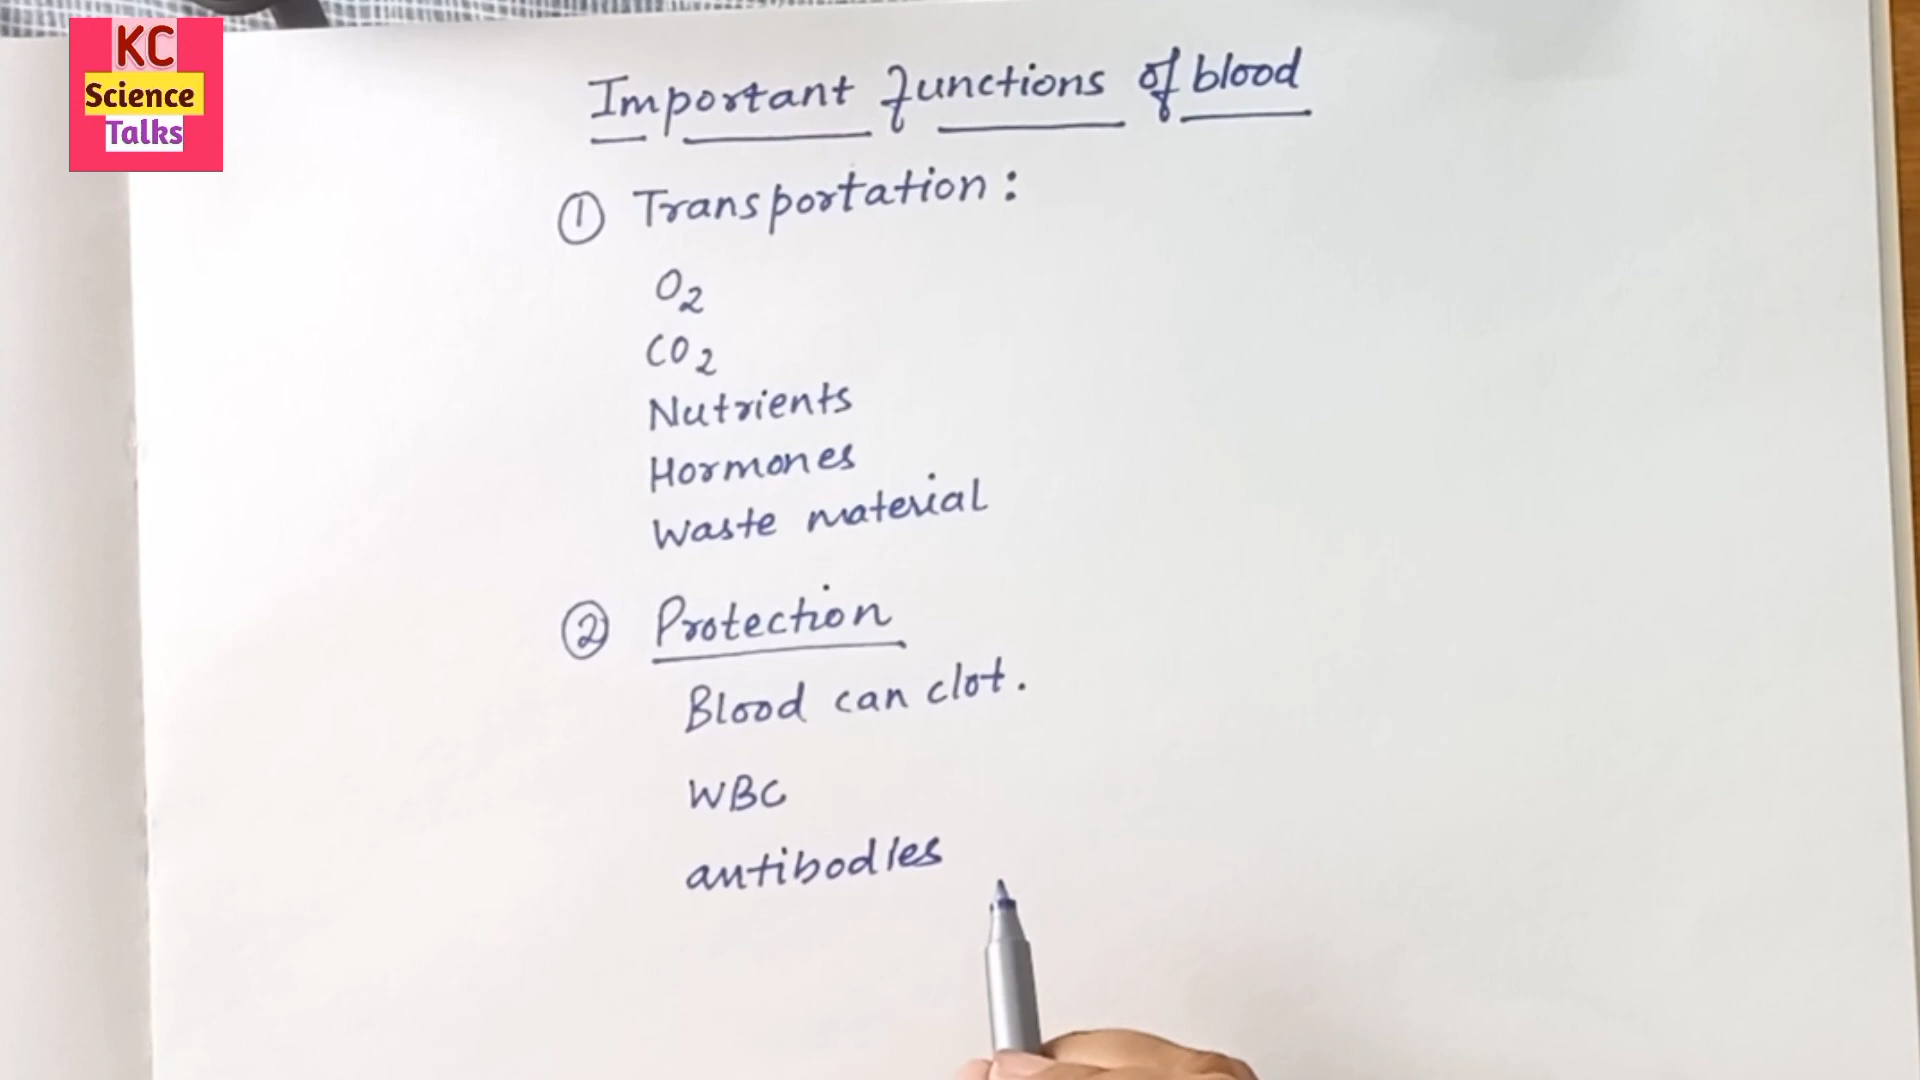 KC
Science
Talks
Important functions of blood
① Transportation:
O₂
CO₂
Nutrients
Hormones
Waste material
② Protection
Blood can clot.
WBC
antibodies